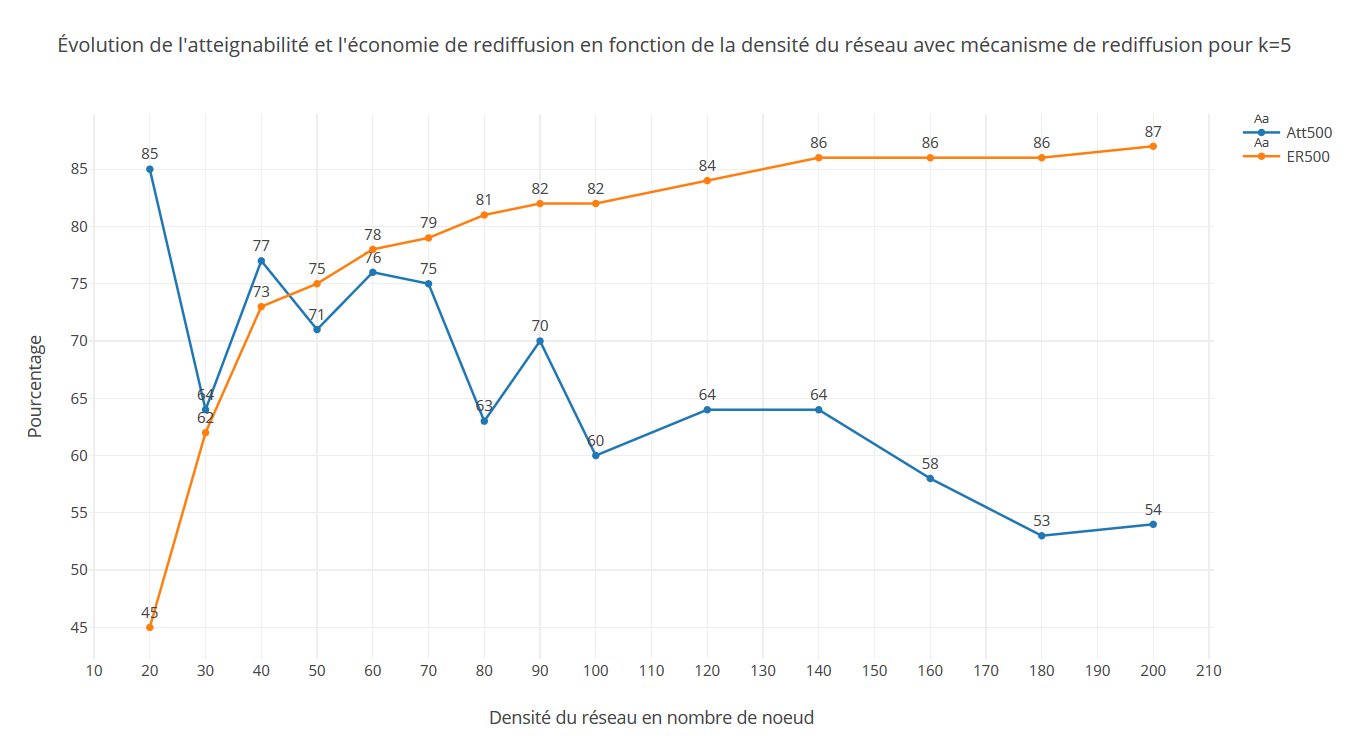 Évolution de l'atteignabilité et l'économie de rediffusion en fonction de la densité du réseau avec mécanisme de rediffusion pour k=5
Aa
Att500
Aa
ER500
Pourcentage
85
80
75
70
65
60
55
50
45
85 64 77 71 76 75 63 70 60 64 64 58 53 54
45 62 73 75 78 79 81 82 82 84 86 86 86 87
10 20 30 40 50 60 70 80 90 100 110 120 130 140 150 160 170 180 190 200 210
Densité du réseau en nombre de noeud